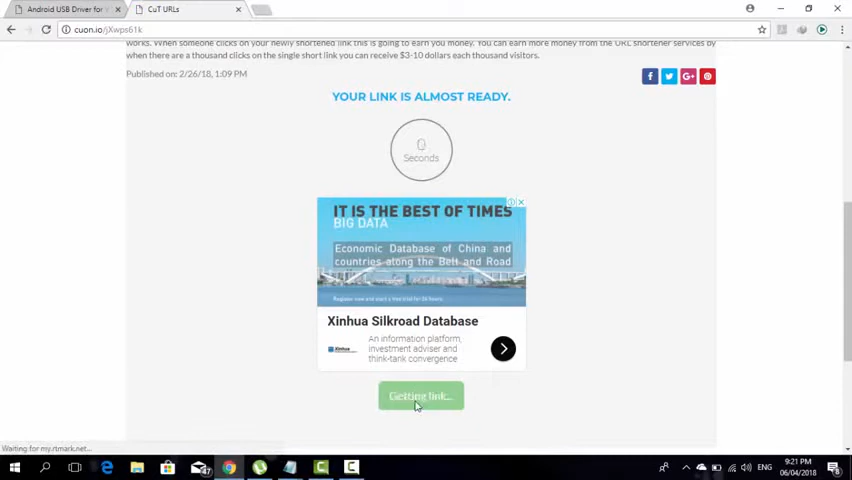 Android USB Driver for W
CuT URLs
cuon.io/jXwps61k
works. When someone clicks on your newly shortened link this is going to earn you money. You can earn more money from the URL shortener services by
when there are a thousand clicks on the single short link you can receive $3-10 dollars each thousand visitors.
Published on: 2/26/18, 1:09 PM
YOUR LINK IS ALMOST READY.
0
Seconds
IT IS THE BEST OF TIMES
BIG DATA
Economic Database of China and
countries along the Belt and Road
Register now and start a free trial for 48 hours.
Xinhua Silkroad Database
An information platform,
investment adviser and
think-tank convergence
Xinhua
Getting link...
Waiting for my.rtmark.net...
47
ENG
9:21 PM
06/04/2018
8